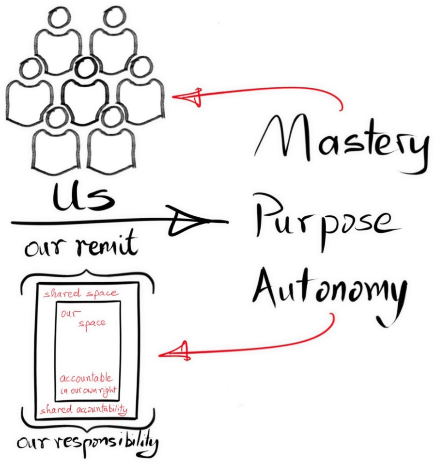 Us
our remit
Mastery
Purpose
Autonomy
shared space
our
space
accountable
in our own right
shared accountability
our responsibility